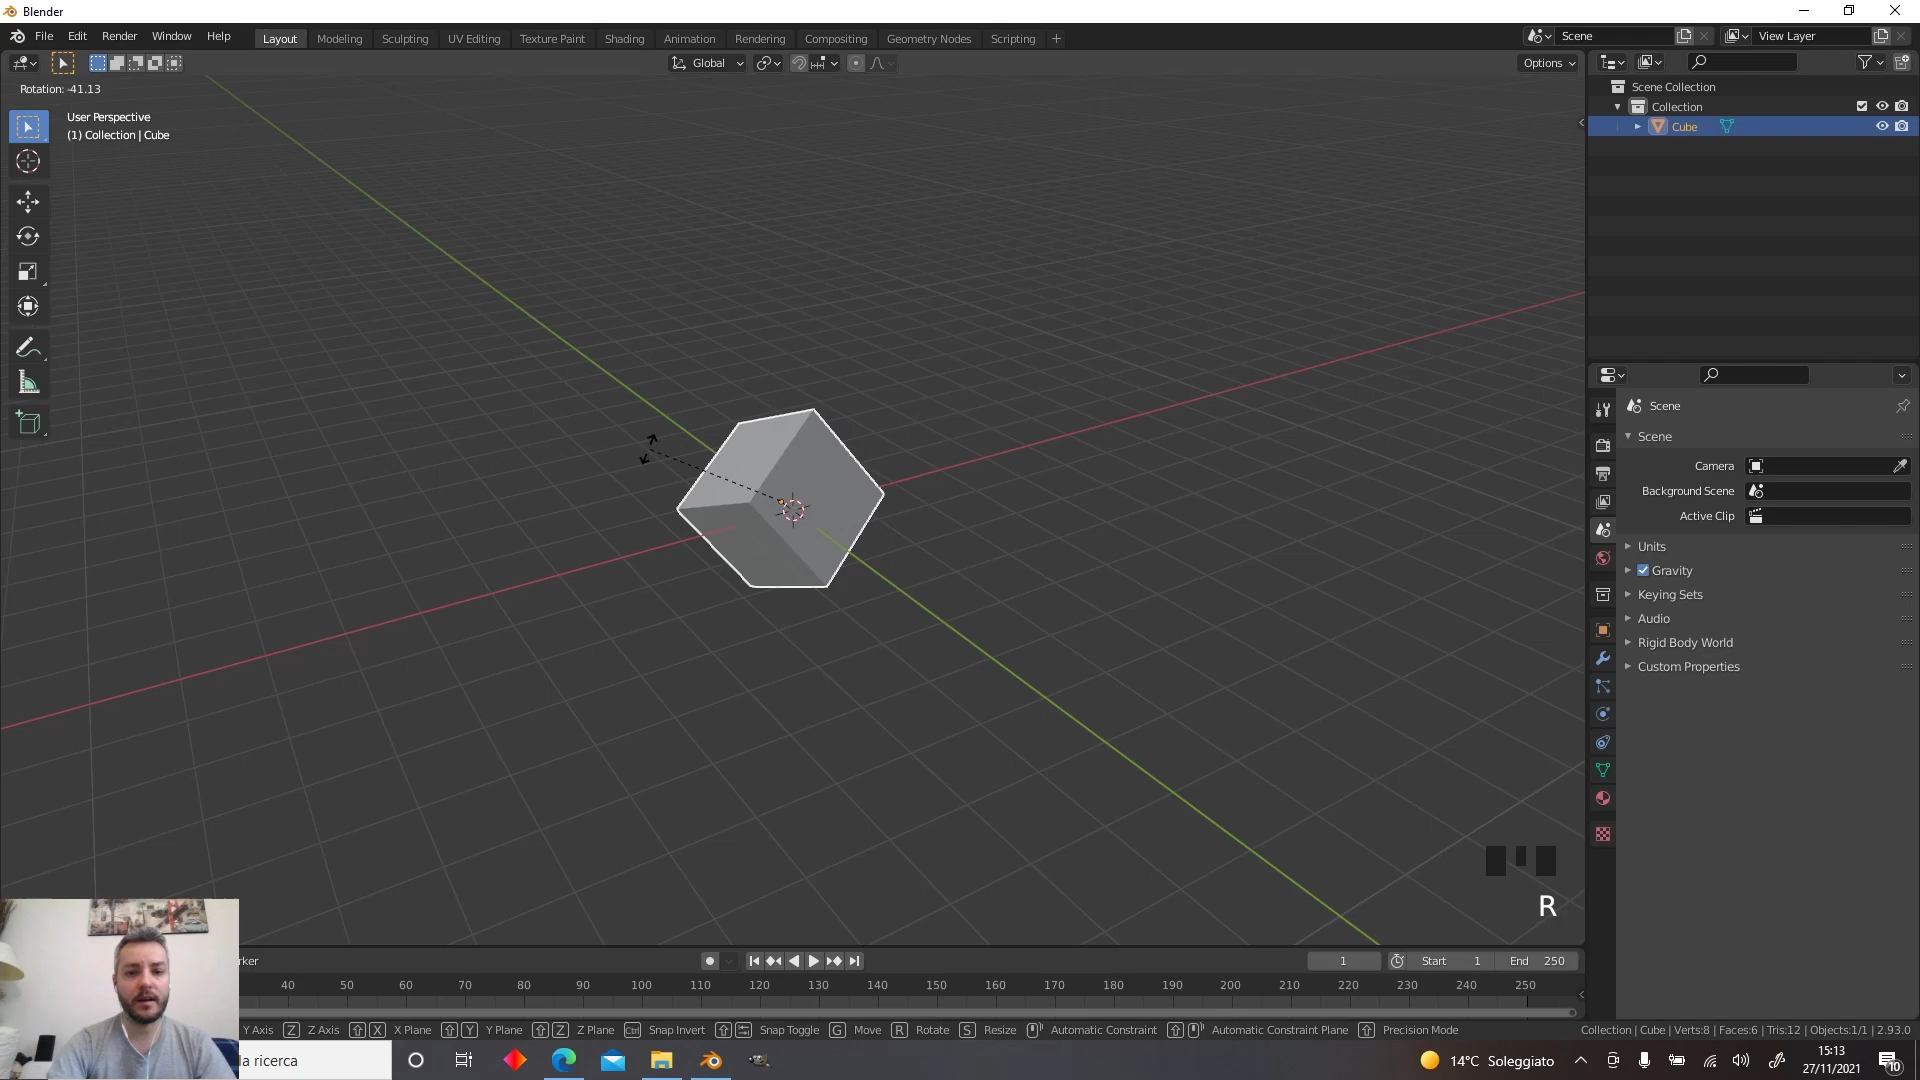 Blender
File Edit Render Window Help
Layout Modeling Sculpting UV Editing Texture Paint Shading Animation Rendering Compositing Geometry Nodes Scripting +
Scene
View Layer
Global
Options
Rotation: -41.13
User Perspective
(1) Collection | Cube
Scene Collection
Collection
Cube
Scene
Scene
Camera
Background Scene
Active Clip
Units
Gravity
Keying Sets
Audio
Rigid Body World
Custom Properties
R
ker
1
Start 1
End 250
40 50 60 70 80 90 100 110 120 130 140 150 160 170 180 190 200 210 220 230 240 250
Y Axis Z Z Axis X X Plane Y Y Plane Z Z Plane Ctrl Snap Invert Snap Toggle G Move R Rotate S Resize Automatic Constraint Automatic Constraint Plane Precision Mode
Collection | Cube | Verts:8 | Faces:6 | Tris:12 | Objects:1/1 | 2.93.0
la ricerca
14°C Soleggiato
15:13
27/11/2021
10